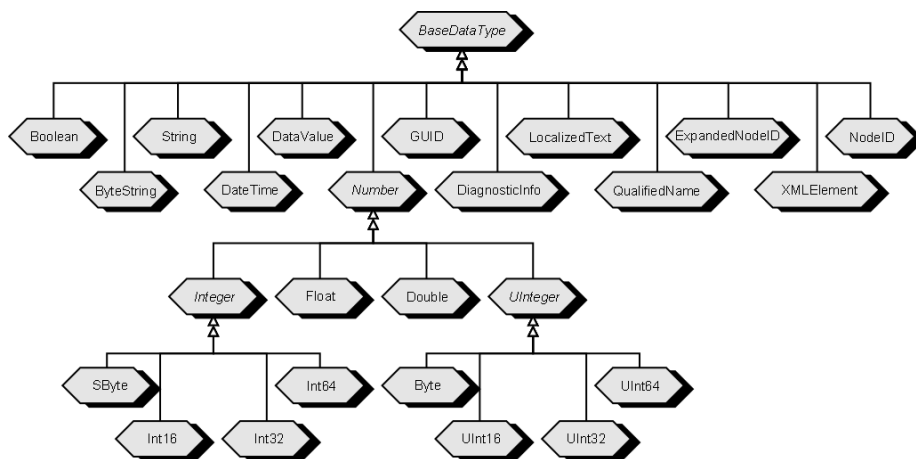 BaseDataType
Boolean
String
DataValue
GUID
LocalizedText
ExpandedNodeID
NodeID
ByteString
DateTime
Number
DiagnosticInfo
QualifiedName
XMLElement
Integer
Float
Double
UInteger
SByte
Int64
Byte
UInt64
Int16
Int32
UInt16
UInt32